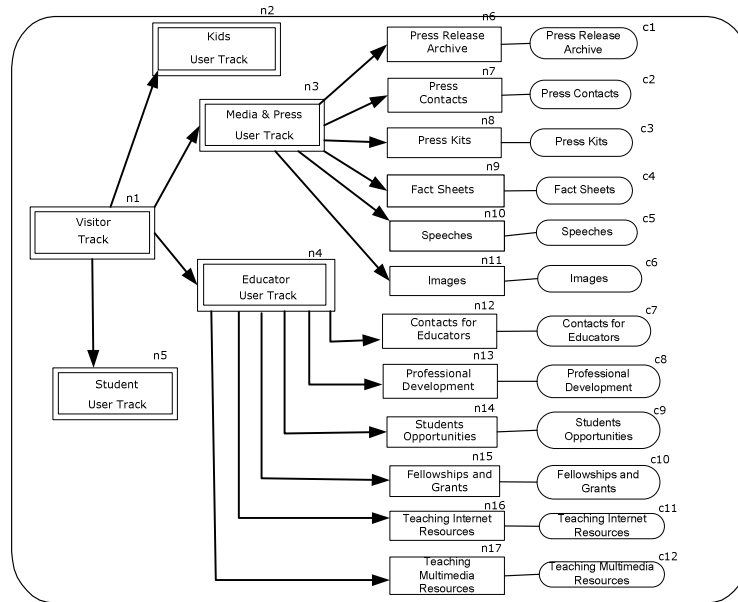 n2
Kids
User Track
n6
Press Release
Archive
Press Release
Archive
c1
n3
Media & Press
User Track
n7
Press
Contacts
Press Contacts
c2
n8
Press Kits
Press Kits
c3
n9
Fact Sheets
Fact Sheets
c4
n1
Visitor
Track
n10
Speeches
Speeches
c5
n4
Educator
User Track
n11
Images
Images
c6
n12
Contacts for
Educators
Contacts for
Educators
c7
n5
Student
User Track
n13
Professional
Development
Professional
Development
c8
n14
Students
Opportunities
Students
Opportunities
c9
n15
Fellowships and
Grants
Fellowships and
Grants
c10
n16
Teaching Internet
Resources
Teaching Internet
Resources
c11
n17
Teaching
Multimedia
Resources
Teaching Multimedia
Resources
c12